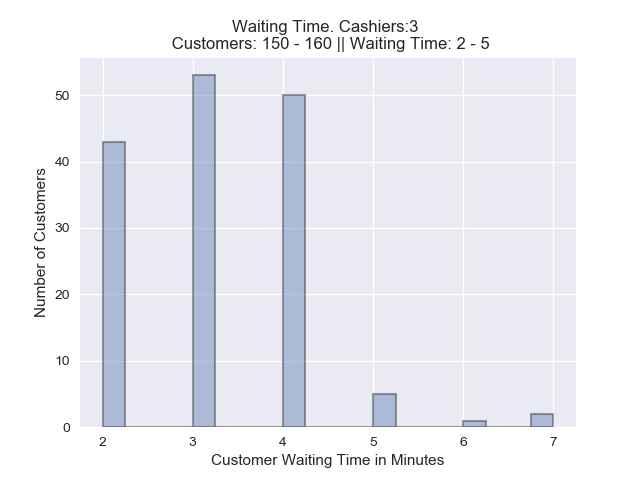 Waiting Time. Cashiers:3
Customers: 150 - 160 || Waiting Time: 2 - 5
50
40
30
20
10
0
Number of Customers
2 3 4 5 6 7
Customer Waiting Time in Minutes